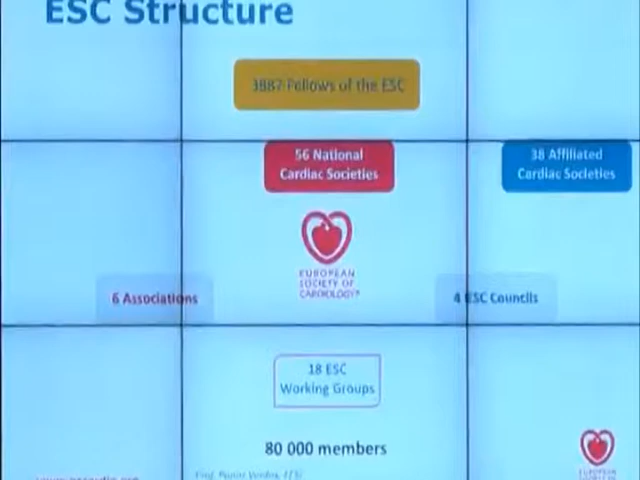 ESC Structure
3887 Fellows of the ESC
56 National
Cardiac Societies
38 Affiliated
Cardiac Societies
EUROPEAN
SOCIETY OF
CARDIOLOGY®
6 Associations
4 ESC Councils
18 ESC
Working Groups
80 000 members
EUROPEAN